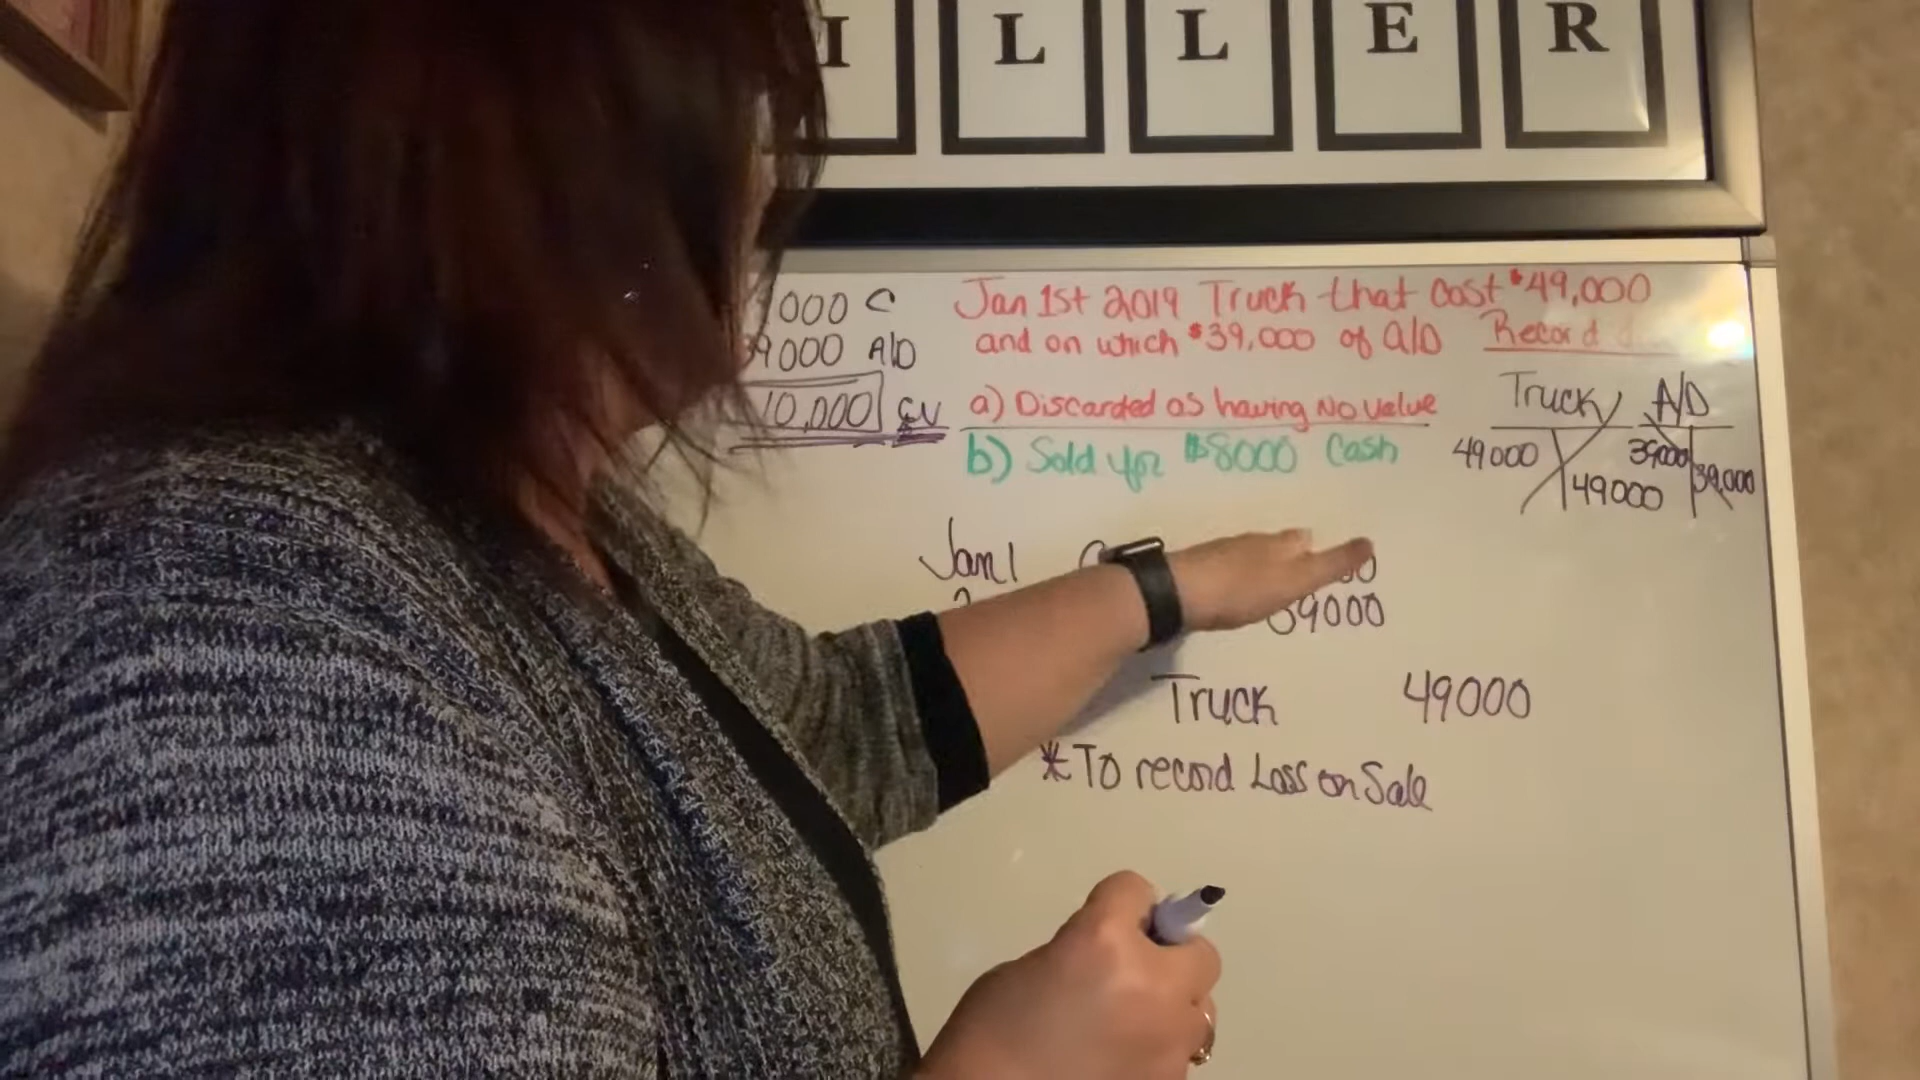 I L L E R
,000 C
9000 A/D
10,000 CV
Jan 1st 2019 Truck that cost $49,000
and on which $39,000 of a/D Record
a) Discarded as having No value
b) Sold for $8000 Cash
Truck A/D
49000 39000 39,000
49000
Jan 1
39000
Truck 49000
*To record Loss on Sale